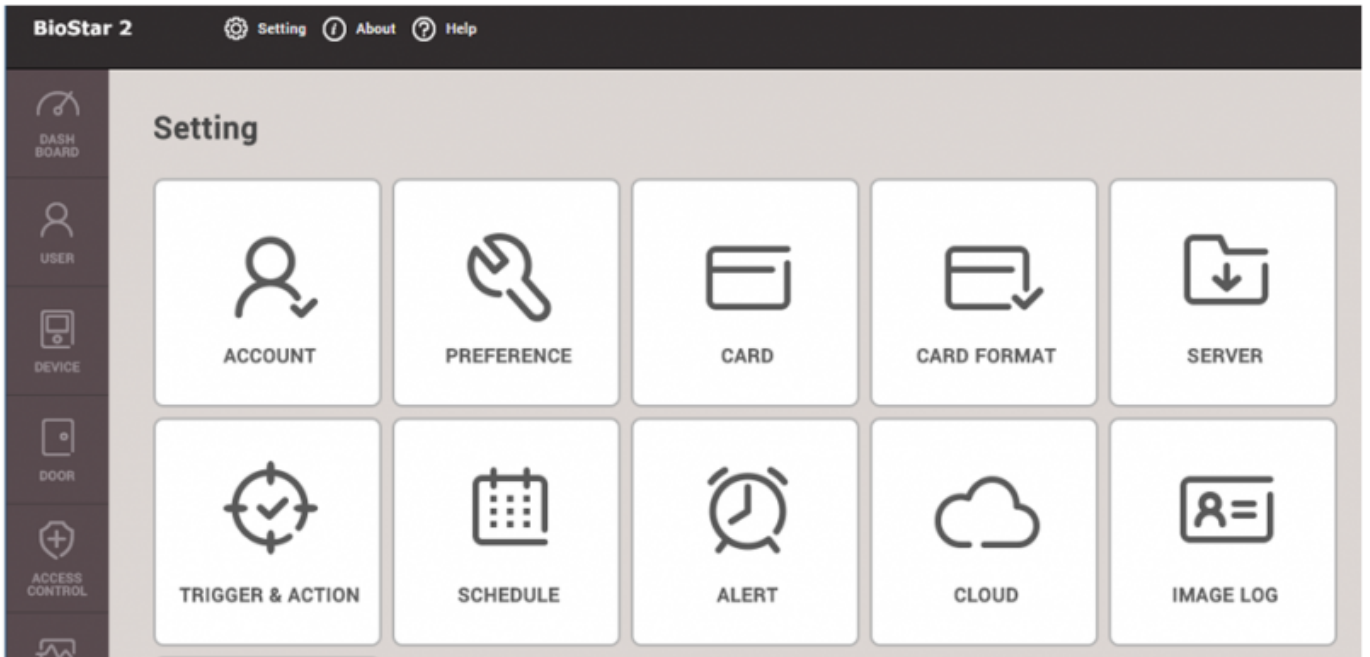 BioStar 2
Setting
About
Help
DASH
BOARD
USER
DEVICE
DOOR
ACCESS
CONTROL
Setting
ACCOUNT
PREFERENCE
CARD
CARD FORMAT
SERVER
TRIGGER & ACTION
SCHEDULE
ALERT
CLOUD
IMAGE LOG